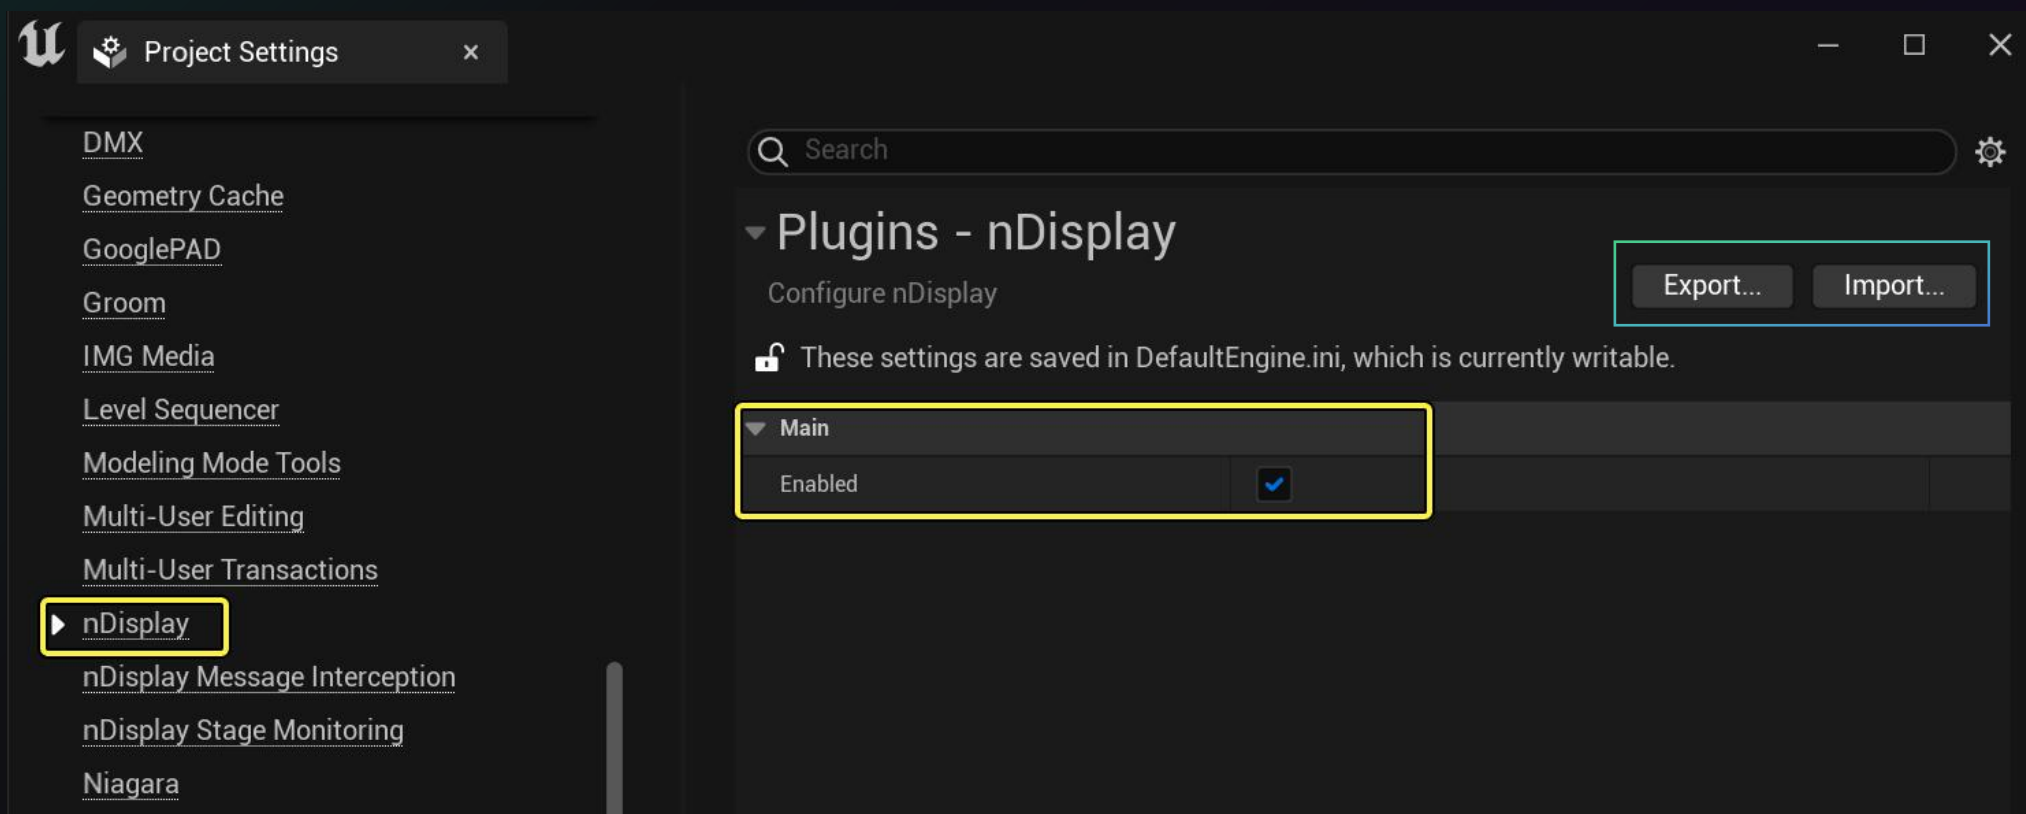 Project Settings
DMX
Geometry Cache
GooglePAD
Groom
IMG Media
Level Sequencer
Modeling Mode Tools
Multi-User Editing
Multi-User Transactions
nDisplay
nDisplay Message Interception
nDisplay Stage Monitoring
Niagara
Search
Plugins - nDisplay
Configure nDisplay
Export... Import...
These settings are saved in DefaultEngine.ini, which is currently writable.
Main
Enabled